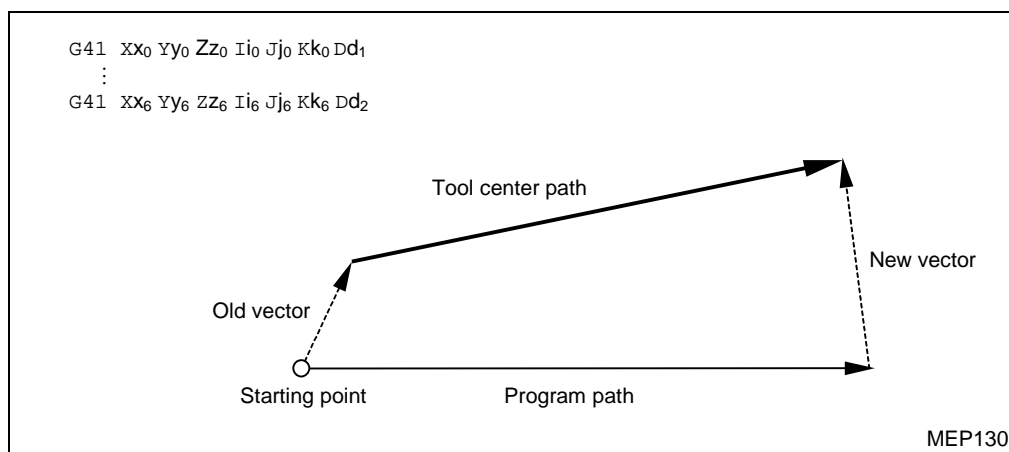 G41 Xx0 Yy0 Zz0 Ii0 Jj0 Kk0 Dd1
⋮
G41 Xx6 Yy6 Zz6 Ii6 Jj6 Kk6 Dd2
Tool center path
New vector
Old vector
Starting point
Program path
MEP130